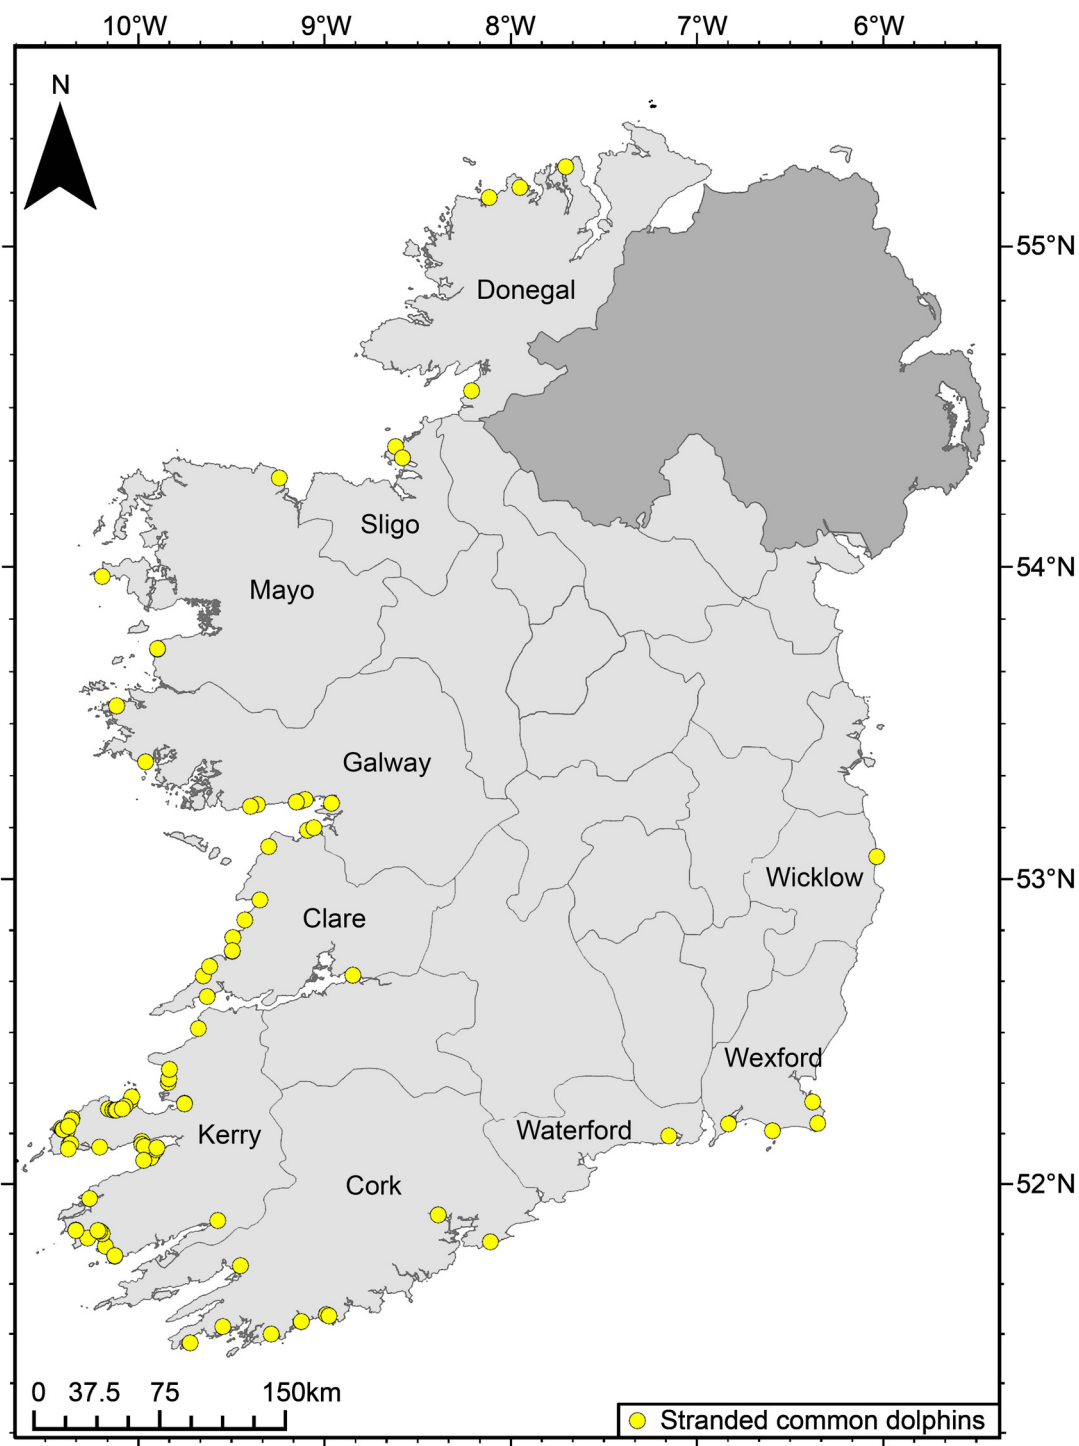 10°W 9°W 8°W 7°W 6°W
N
55°N
Donegal
Sligo
54°N
Mayo
Galway
53°N
Wicklow
Clare
Wexford
Waterford
Kerry
52°N
Cork
0 37.5 75 150km
Stranded common dolphins